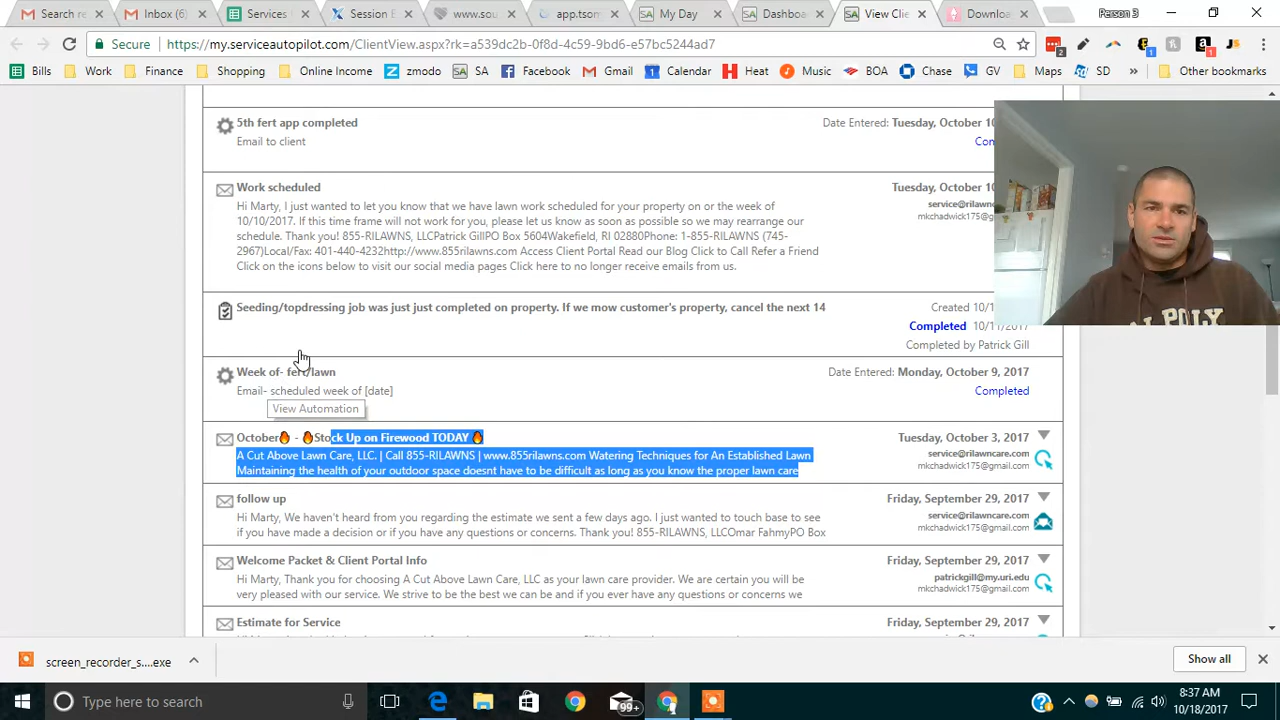 Search re
Inbox (6)
Services
Session
www.sou
app.tsom
My Day
Dashboa
View Clie
Downloa
Person 3
Secure
https://my.serviceautopilot.com/ClientView.aspx?rk=a539dc2b-0f8d-4c59-9bd6-e57bc5244ad7
Bills
Work
Finance
Shopping
Online Income
zmodo
SA
Facebook
Gmail
Calendar
Heat
Music
BOA
Chase
GV
Maps
SD
Other bookmarks
5th fert app completed
Date Entered: Tuesday, October 10
Email to client
Com
Work scheduled
Tuesday, October 10
Hi Marty, I just wanted to let you know that we have lawn work scheduled for your property on or the week of
service@rilawnc
10/10/2017. If this time frame will not work for you, please let us know as soon as possible so we may rearrange our
mkchadwick175@g
schedule. Thank you! 855-RILAWNS, LLCPatrick GillPO Box 5604Wakefield, RI 02880Phone: 1-855-RILAWNS (745-
2967)Local/Fax: 401-440-4232http://www.855rilawns.com Access Client Portal Read our Blog Click to Call Refer a Friend
Click on the icons below to visit our social media pages Click here to no longer receive emails from us.
Seeding/topdressing job was just just completed on property. If we mow customer's property, cancel the next 14
Created 10/1
Completed 10/11/2017
Completed by Patrick Gill
Week of- fert/lawn
Date Entered: Monday, October 9, 2017
Email- scheduled week of [date]
Completed
View Automation
October🔥 - 🔥Stock Up on Firewood TODAY 🔥
Tuesday, October 3, 2017
A Cut Above Lawn Care, LLC. | Call 855-RILAWNS | www.855rilawns.com Watering Techniques for An Established Lawn
service@rilawncare.com
Maintaining the health of your outdoor space doesnt have to be difficult as long as you know the proper lawn care
mkchadwick175@gmail.com
follow up
Friday, September 29, 2017
Hi Marty, We haven't heard from you regarding the estimate we sent a few days ago. I just wanted to touch base to see
service@rilawncare.com
if you have made a decision or if you have any questions or concerns. Thank you! 855-RILAWNS, LLCOmar FahmyPO Box
mkchadwick175@gmail.com
Welcome Packet & Client Portal Info
Friday, September 29, 2017
Hi Marty, Thank you for choosing A Cut Above Lawn Care, LLC as your lawn care provider. We are certain you will be
patrickgill@my.uri.edu
very pleased with our service. We strive to be the best we can be and if you ever have any questions or concerns we
mkchadwick175@gmail.com
Estimate for Service
Friday, September 29, 2017
screen_recorder_s....exe
Show all
Type here to search
99+
8:37 AM
10/18/2017